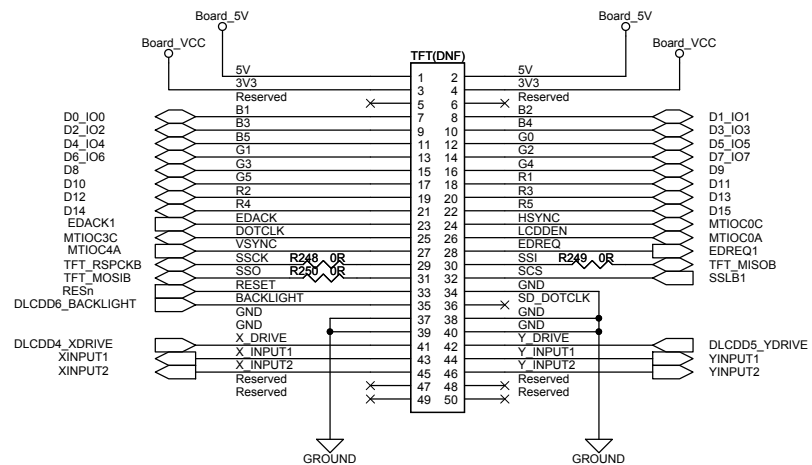 Board_5V Board_5V
Board_VCC Board_VCC
TFT(DNF)
5V 1 2 5V
3V3 3 4 3V3
Reserved 5 6 Reserved
D0_IO0 B1 7 8 B2 D1_IO1
D2_IO2 B3 9 10 B4 D3_IO3
D4_IO4 B5 11 12 G0 D5_IO5
D6_IO6 G1 13 14 G2 D7_IO7
D8 G3 15 16 G4 D9
D10 G5 17 18 R1 D11
D12 R2 19 20 R3 D13
D14 R4 21 22 R5 D15
EDACK1 EDACK 23 24 HSYNC MTIOC0C
MTIOC3C DOTCLK 25 26 LCDDEN MTIOC0A
MTIOC4A VSYNC 27 28 EDREQ EDREQ1
TFT_RSPCKB SSCK R248 0R 29 30 SSI R249 0R TFT_MISOB
TFT_MOSIB SSO R250 0R 31 32 SCS SSLB1
RESn RESET 33 34 GND
DLCDD6_BACKLIGHT BACKLIGHT 35 36 SD_DOTCLK
GND 37 38 GND
GND 39 40 GND
DLCDD4_XDRIVE X_DRIVE 41 42 Y_DRIVE DLCDD5_YDRIVE
XINPUT1 X_INPUT1 43 44 Y_INPUT1 YINPUT1
XINPUT2 X_INPUT2 45 46 Y_INPUT2 YINPUT2
Reserved 47 48 Reserved
Reserved 49 50 Reserved
GROUND GROUND